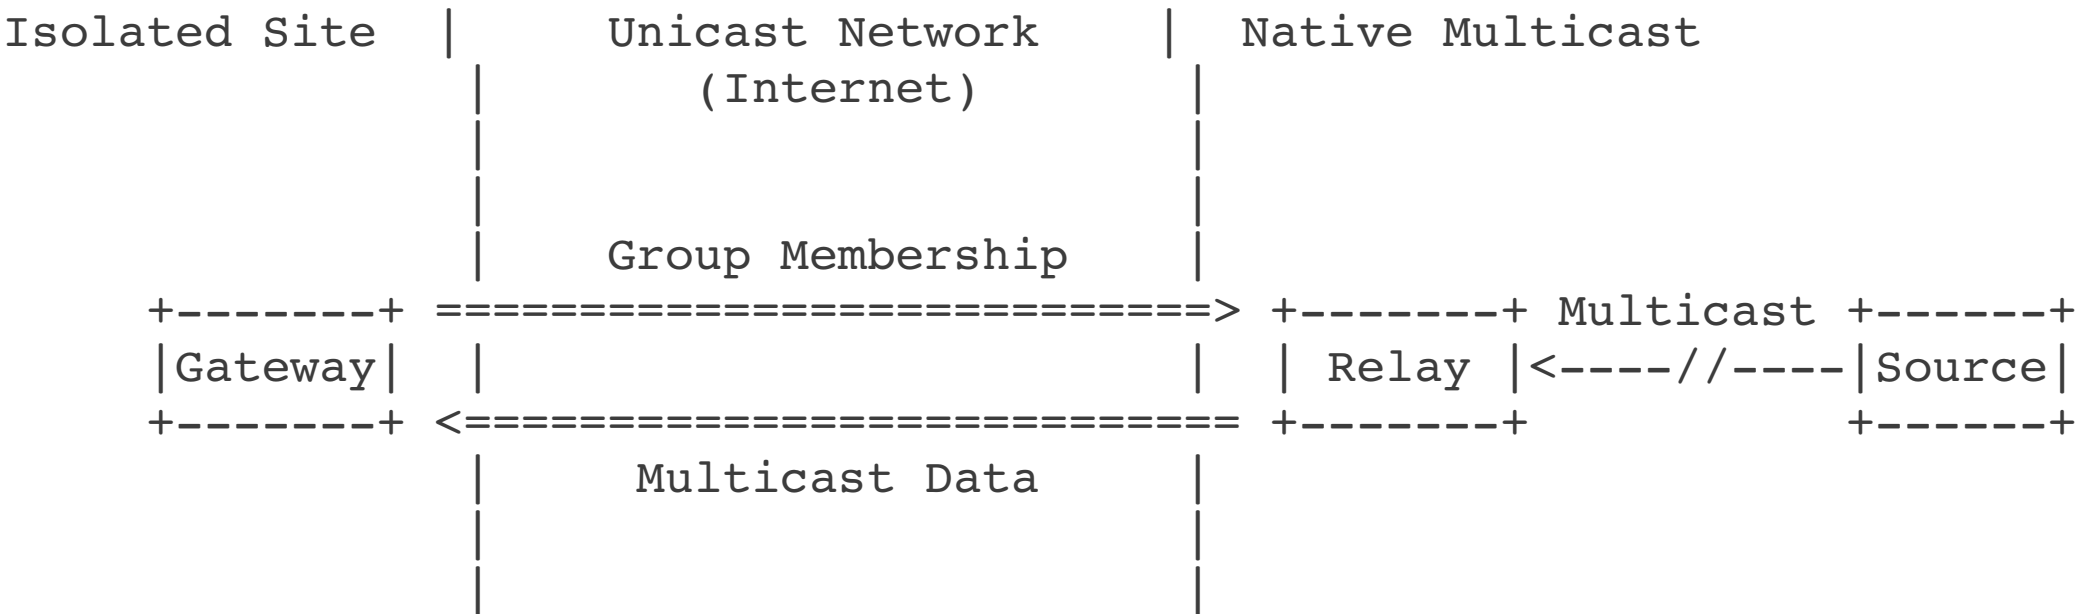 Isolated Site | Unicast Network | Native Multicast
| (Internet) |
| |
| |
| Group Membership |
+-------+ ===========================> +-------+ Multicast +------+
|Gateway| | | | Relay |<----//----|Source|
+-------+ <=========================== +-------+ +------+
| Multicast Data |
| |
| |